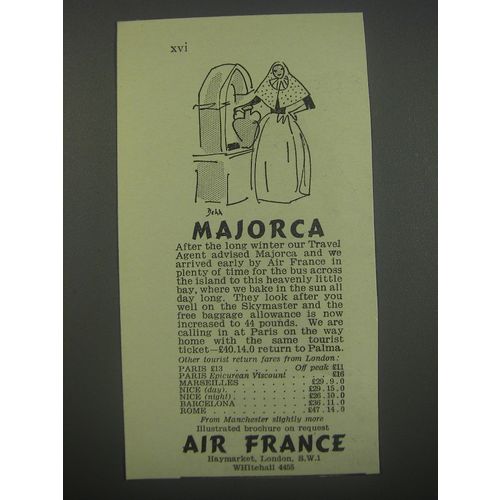 xvi
Dehn
MAJORCA
After the long winter our Travel
Agent advised Majorca and we
arrived early by Air France in
plenty of time for the bus across
the island to this heavenly little
bay, where we bake in the sun all
day long. They look after you
well on the Skymaster and the
free baggage allowance is now
increased to 44 pounds. We are
calling in at Paris on the way
home with the same tourist
ticket—£40.14.0 return to Palma.
Other tourist return fares from London:
PARIS £13 Off peak £11
PARIS Epicurean Viscount . . . £16
MARSEILLES . . . . . . . £29.9.0
NICE (day) . . . . . . . £29.15.0
NICE (night) . . . . . . £26.10.0
BARCELONA . . . . . . . £36.11.0
ROME . . . . . . . . . £47.14.0
From Manchester slightly more
Illustrated brochure on request
AIR FRANCE
Haymarket, London, S.W.1
WHItehall 4455